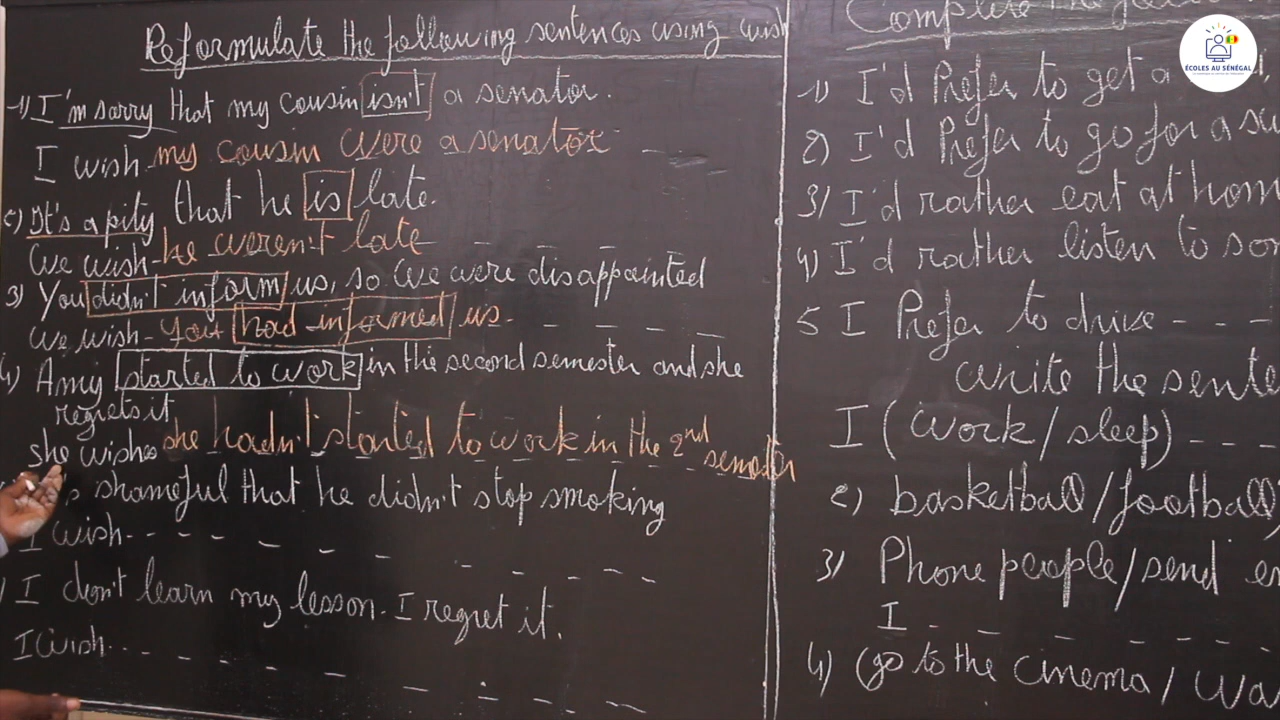 Reformulate the following sentences using wish
1) I'm sorry that my cousin isn't a senator.
I wish my cousin were a senator
2) It's a pity that he is late.
We wish he weren't late
3) You didn't inform us, so we were disappointed
We wish you had informed us
4) Amy started to work in the second semester and she
regrets it
she wishes she hadn't started to work in the 2nd semester
shameful that he didn't stop smoking
I wish
I don't learn my lesson. I regret it.
I wish
Complete the
1) I'd Prefer to get a
2) I'd Prefer to go for a
3) I'd rather eat at
4) I'd rather listen to
5 I Prefer to drive
write the
I (work/sleep)
2) basketball/football
3) Phone people/send
I
4) (go to the cinema /
ÉCOLES AU SÉNÉGAL